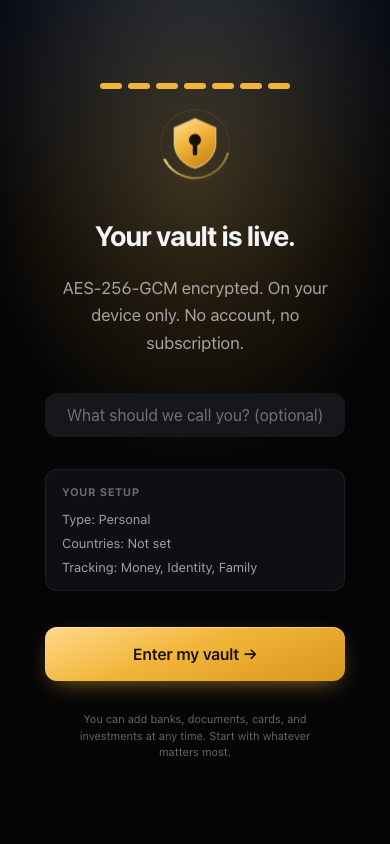 Your vault is live.
AES-256-GCM encrypted. On your
device only. No account, no
subscription.
What should we call you? (optional)
YOUR SETUP
Type: Personal
Countries: Not set
Tracking: Money, Identity, Family
Enter my vault →
You can add banks, documents, cards, and
investments at any time. Start with whatever
matters most.